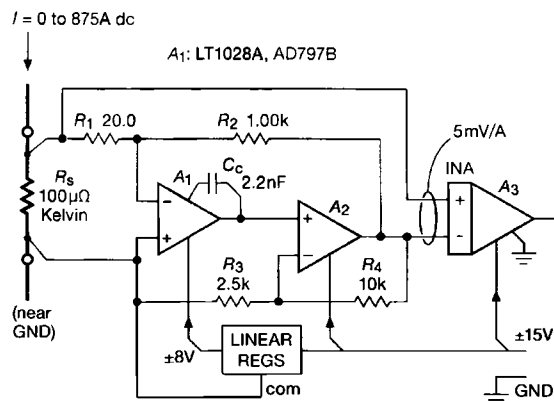 I = 0 to 875A dc
A1: LT1028A, AD797B
R1 20.0
R2 1.00k
5mV/A
Rs
100μΩ
Kelvin
A1
Cc
2.2nF
A2
INA
A3
+
-
-
+
+
-
R3
2.5k
R4
10k
(near
GND)
±8V
LINEAR
REGS
±15V
com
GND